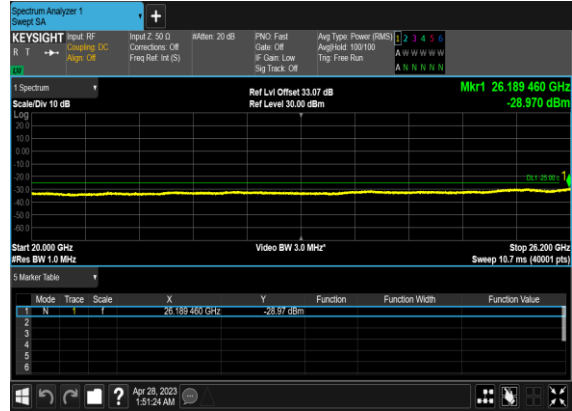 Spectrum Analyzer 1
Swept SA
+
KEYSIGHT Input: RF Input Z: 50 Ω #Atten: 20 dB PNO: Fast Avg Type: Power (RMS) 1 2 3 4 5 6
R T Coupling: DC Corrections: Off Gate: Off Avg|Hold: 100/100 A W W W W W
Align: Off Freq Ref: Int (S) IF Gain: Low Trig: Free Run
Sig Track: Off A N N N N N
1 Spectrum Ref Lvl Offset 33.07 dB Mkr1 26.189 460 GHz
Scale/Div 10 dB Ref Level 30.00 dBm -28.970 dBm
Log
20.0
10.0
0.00
-10.0
-20.0
-30.0
-40.0
-50.0
-60.0
1
Start 20.000 GHz Video BW 3.0 MHz* Stop 26.200 GHz
#Res BW 1.0 MHz Sweep 10.7 ms (40001 pts)
5 Marker Table
Mode Trace Scale X Y Function Function Width Function Value
1 N 1 f 26.189 460 GHz -28.97 dBm
2
3
4
5
6
? Apr 28, 2023
1:51:24 AM